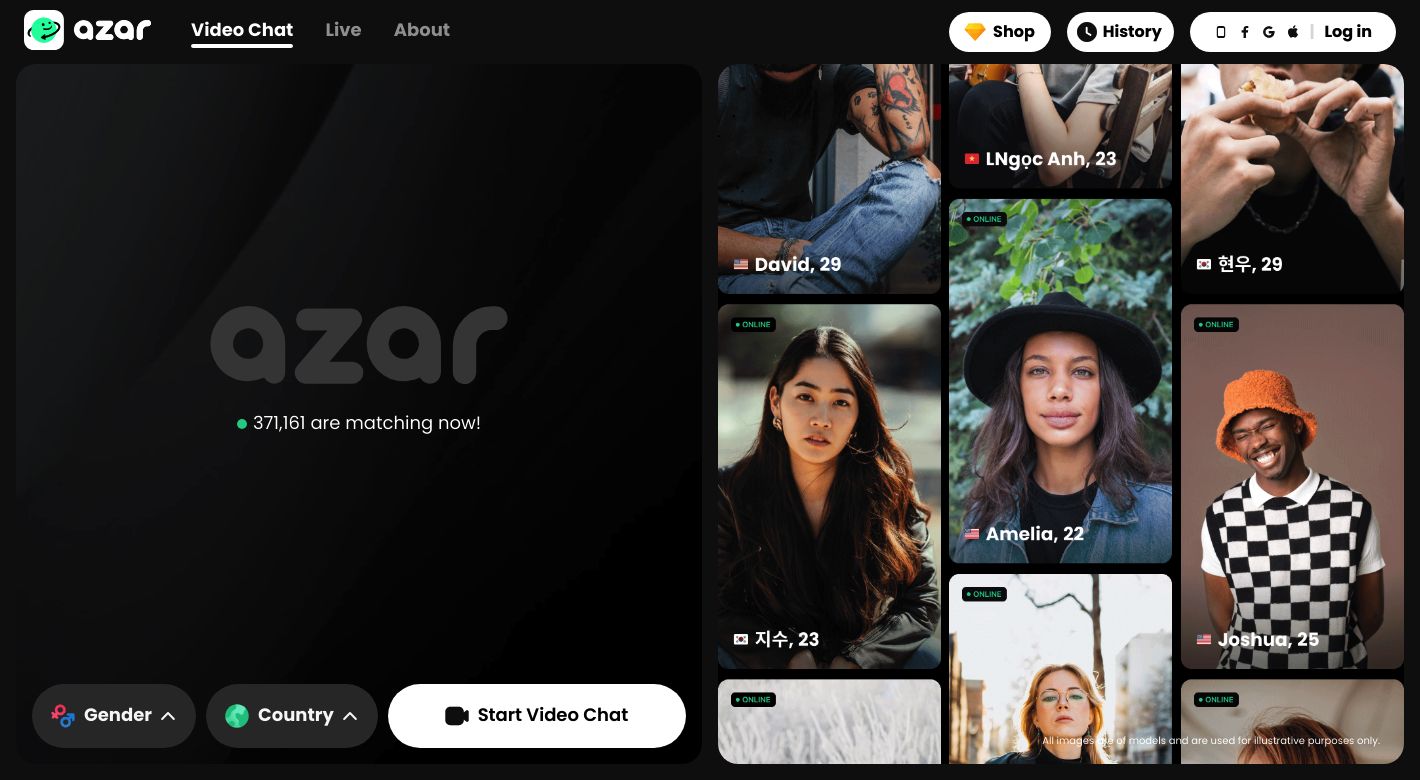 azar
Video Chat
Live
About
Shop
History
Log in
azar
371,161 are matching now!
Gender
Country
Start Video Chat
David, 29
LNgọc Anh, 23
현우, 29
ONLINE
지수, 23
ONLINE
Amelia, 22
ONLINE
Joshua, 25
ONLINE
ONLINE
ONLINE
All images are of models and are used for illustrative purposes only.